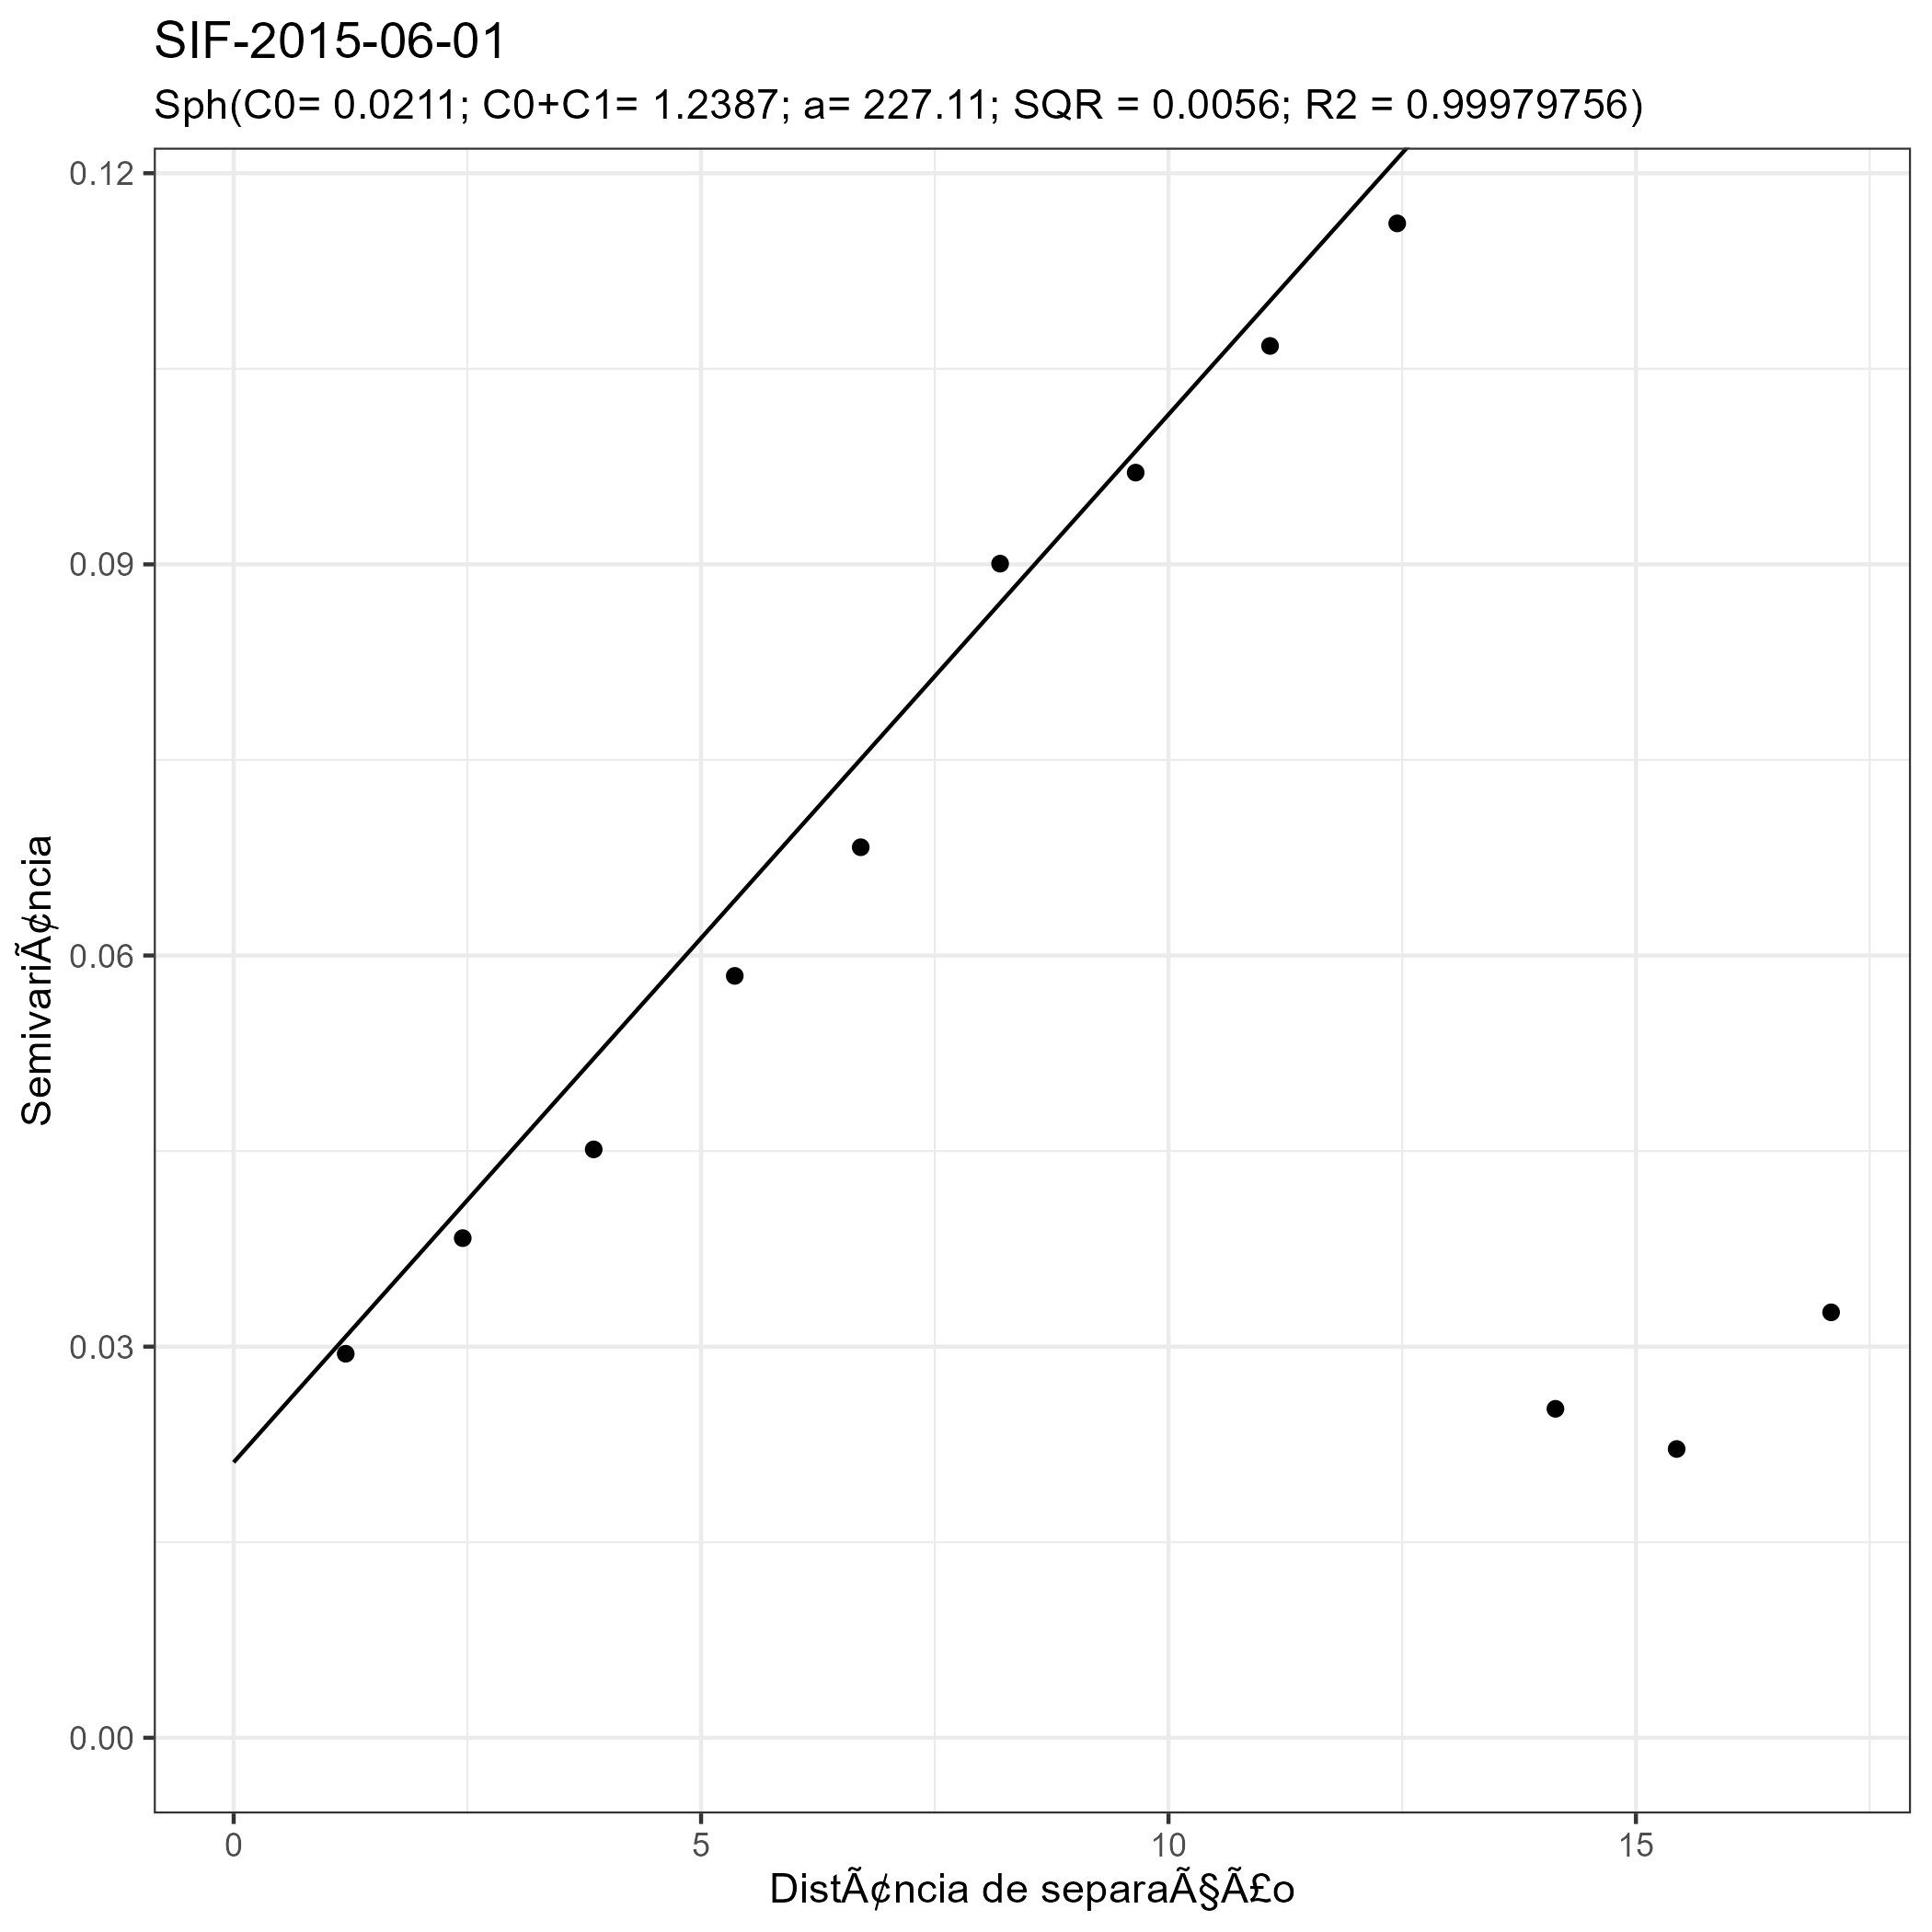 SIF-2015-06-01
Sph(C0= 0.0211; C0+C1= 1.2387; a= 227.11; SQR = 0.0056; R2 = 0.99979756)
0.12
0.09
0.06
0.03
0.00
SemivariÃ¢ncia
0
5
10
15
DistÃ¢ncia de separaÃ§Ã£o